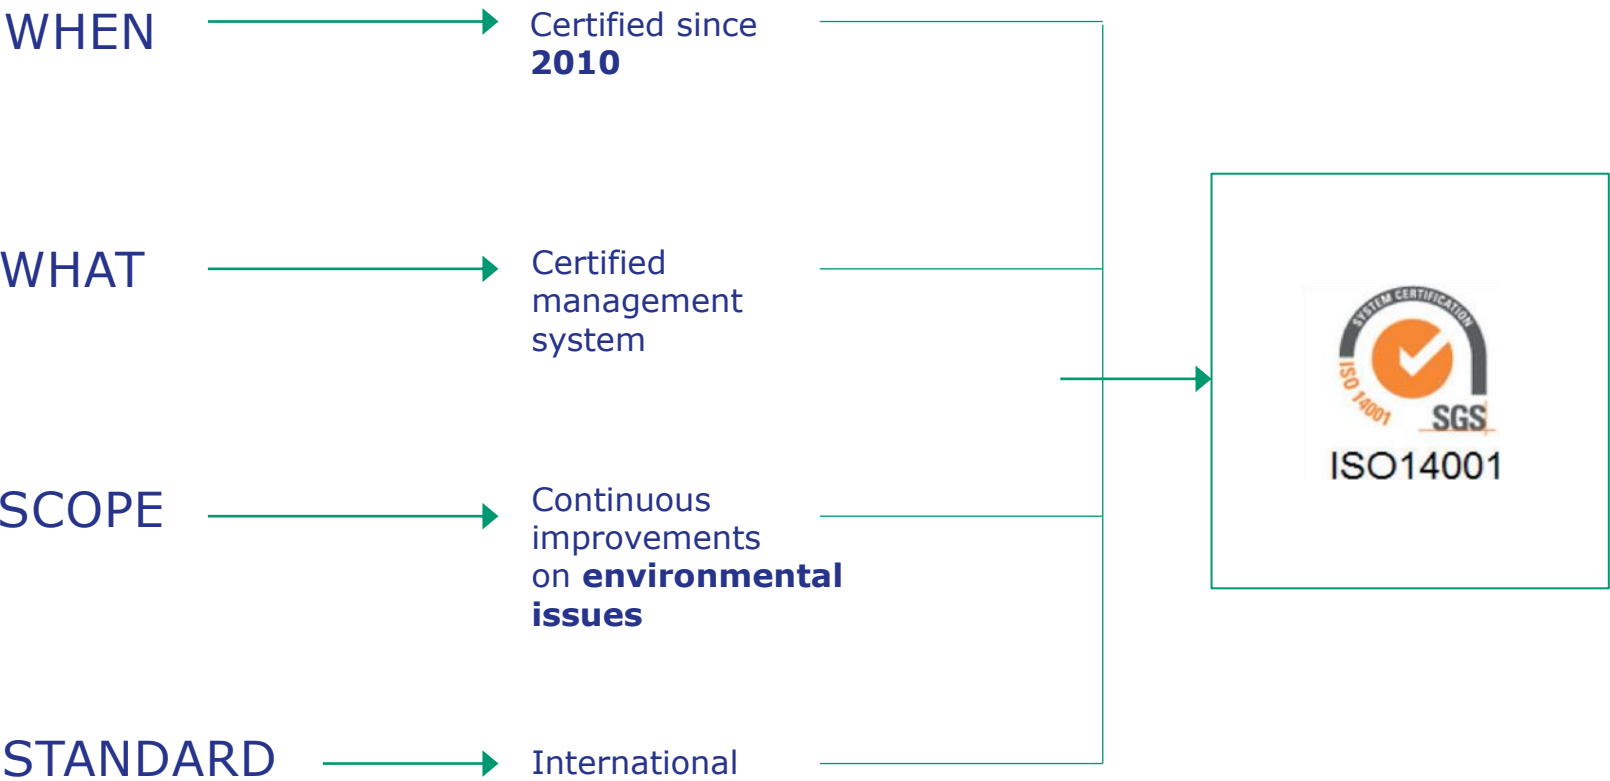 WHEN
Certified since
2010
WHAT
Certified
management
system
SCOPE
Continuous
improvements
on environmental
issues
STANDARD
International
SYSTEM CERTIFICATION
ISO 14001
SGS
ISO14001